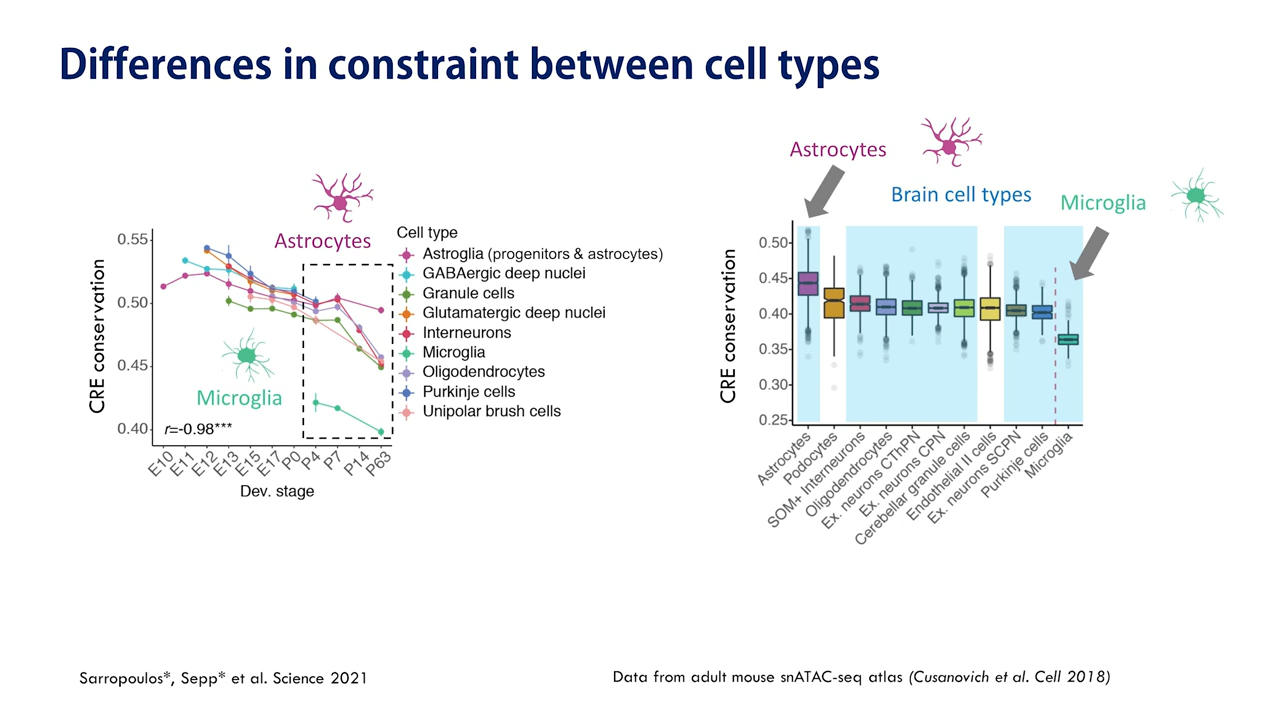 Differences in constraint between cell types
Astrocytes
CRE conservation
0.55
0.50
0.45
0.40
Microglia
r=-0.98***
E10
E11
E12
E13
E15
E17
P0
P4
P7
P14
P63
Dev. stage
Cell type
Astroglia (progenitors & astrocytes)
GABAergic deep nuclei
Granule cells
Glutamatergic deep nuclei
Interneurons
Microglia
Oligodendrocytes
Purkinje cells
Unipolar brush cells
Astrocytes
Brain cell types
Microglia
CRE conservation
0.50
0.45
0.40
0.35
0.30
0.25
Astrocytes
Podocytes
SOM+ Interneurons
Oligodendrocytes
Ex. neurons CThPN
Ex. neurons CPN
Cerebellar granule cells
Endothelial II cells
Ex. neurons SCPN
Purkinje cells
Microglia
Sarropoulos*, Sepp* et al. Science 2021
Data from adult mouse snATAC-seq atlas (Cusanovich et al. Cell 2018)